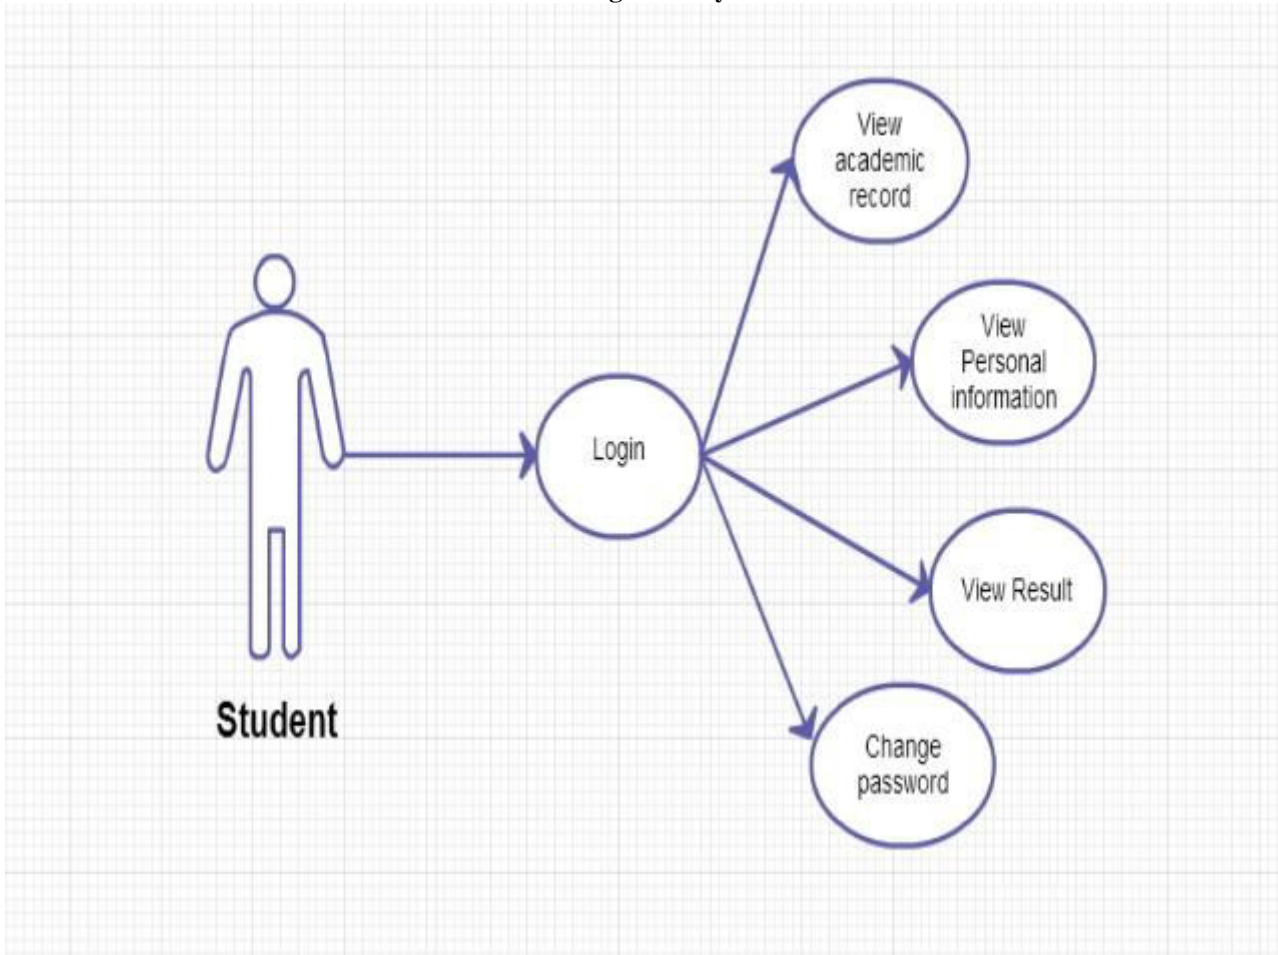 Student
Login
View
academic
record
View
Personal
information
View Result
Change
password